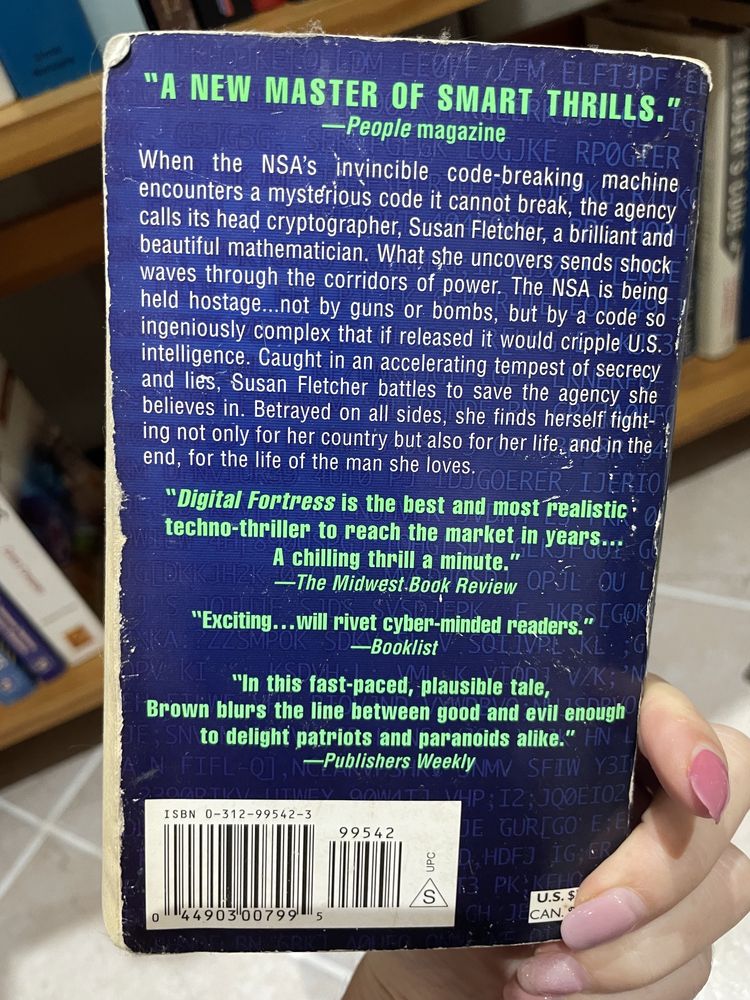 "A NEW MASTER OF SMART THRILLS."
—People magazine
When the NSA's invincible code-breaking machine
encounters a mysterious code it cannot break, the agency
calls its head cryptographer, Susan Fletcher, a brilliant and
beautiful mathematician. What she uncovers sends shock
waves through the corridors of power. The NSA is being
held hostage...not by guns or bombs, but by a code so
ingeniously complex that if released it would cripple U.S.
intelligence. Caught in an accelerating tempest of secrecy
and lies, Susan Fletcher battles to save the agency she
believes in. Betrayed on all sides, she finds herself fight-
ing not only for her country but also for her life, and in the
end, for the life of the man she loves.
"Digital Fortress is the best and most realistic
techno-thriller to reach the market in years...
A chilling thrill a minute."
—The Midwest Book Review
"Exciting...will rivet cyber-minded readers."
—Booklist
"In this fast-paced, plausible tale,
Brown blurs the line between good and evil enough
to delight patriots and paranoids alike."
—Publishers Weekly
ISBN 0-312-99542-3
99542
0 44903 00799 5
S
UPC
U.S. $
CAN.